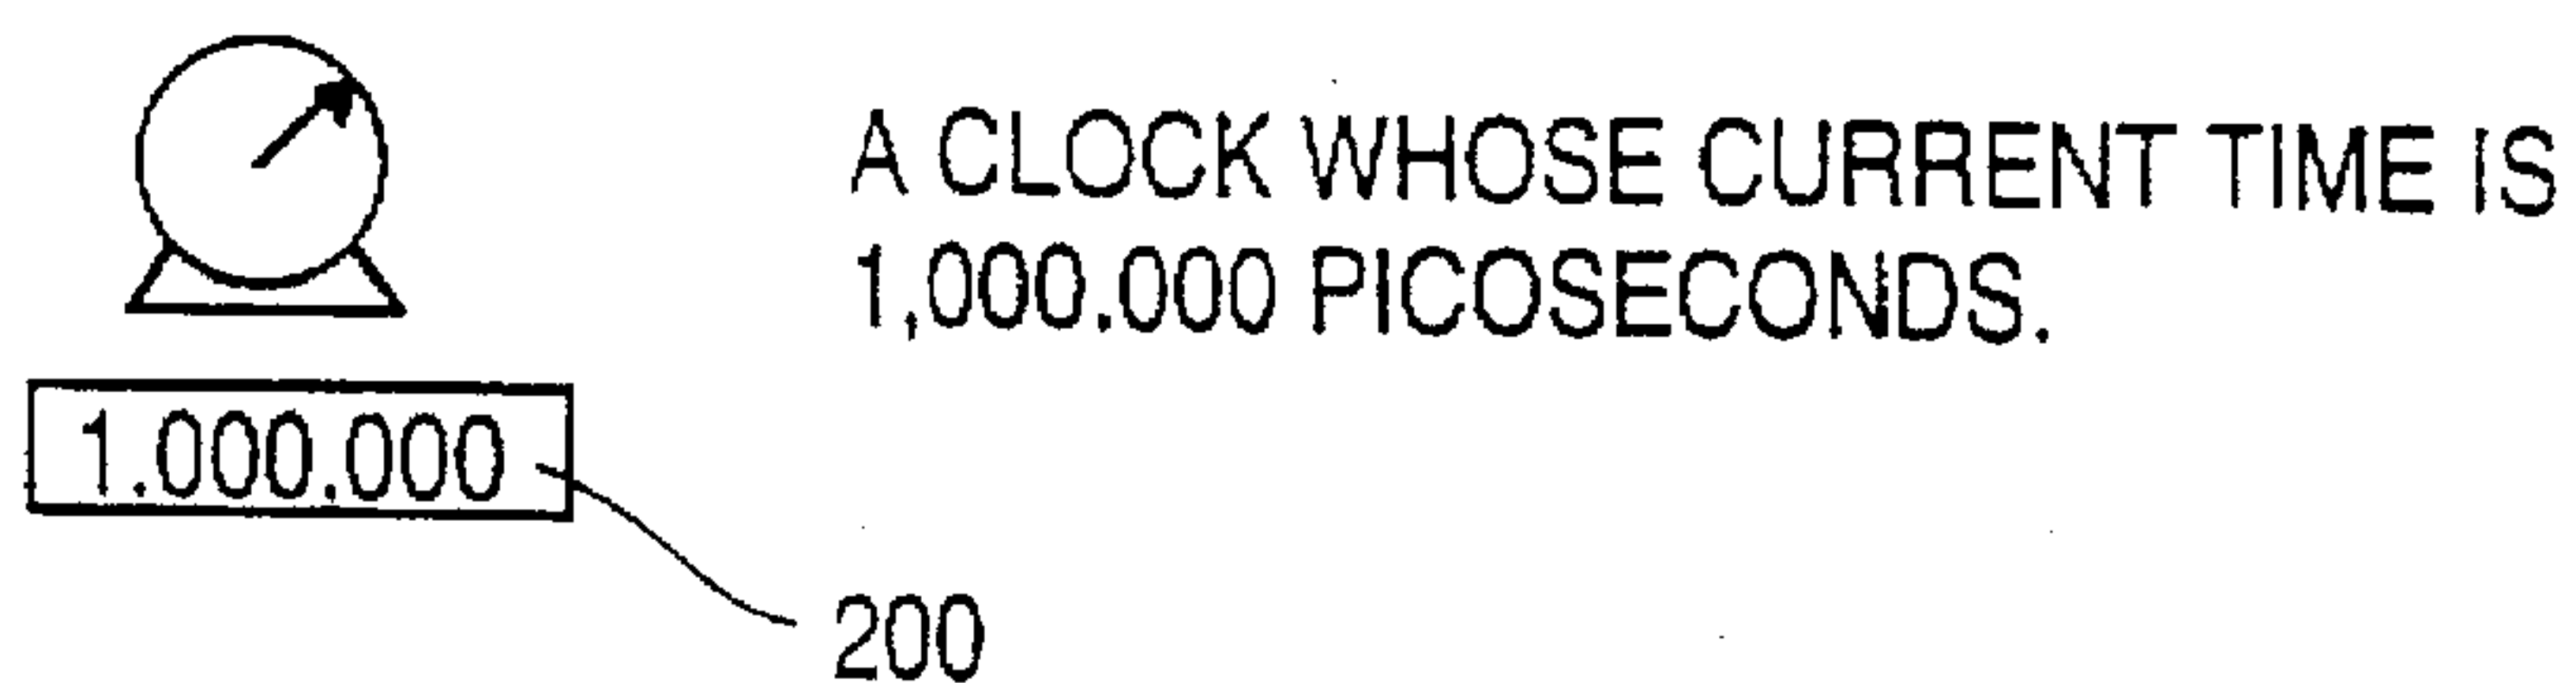 A CLOCK WHOSE CURRENT TIME IS
1,000.000 PICOSECONDS.
1.000.000
200